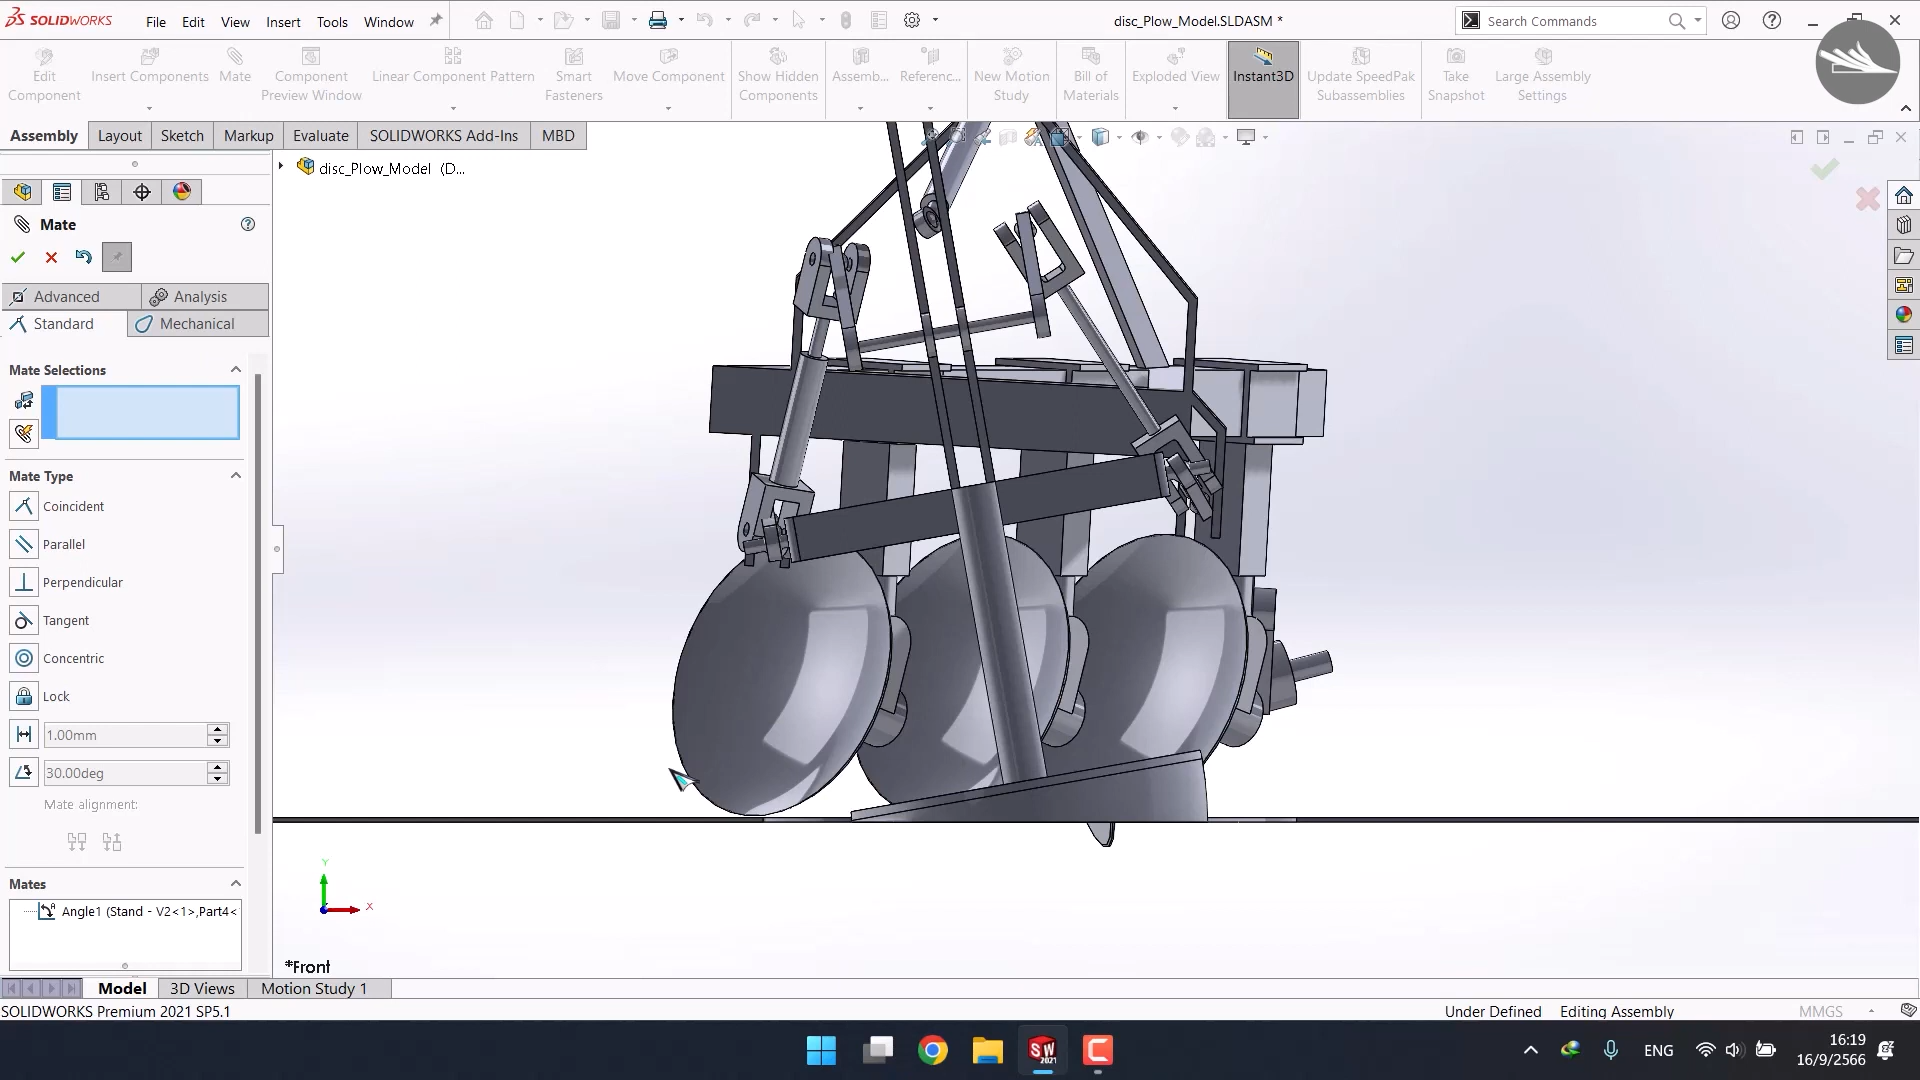 SOLIDWORKS File Edit View Insert Tools Window disc_Plow_Model.SLDASM * Search Commands
Edit Component
Insert Components
Mate
Component Preview Window
Linear Component Pattern
Smart Fasteners
Move Component
Show Hidden Components
Assemb...
Referenc...
New Motion Study
Bill of Materials
Exploded View
Instant3D
Update SpeedPak Subassemblies
Take Snapshot
Large Assembly Settings
Assembly Layout Sketch Markup Evaluate SOLIDWORKS Add-Ins MBD
disc_Plow_Model (D...
Mate
Advanced Analysis
Standard Mechanical
Mate Selections
Mate Type
Coincident
Parallel
Perpendicular
Tangent
Concentric
Lock
1.00mm
30.00deg
Mate alignment:
Mates
Angle1 (Stand - V2<1>,Part4<
Y
X
*Front
Model 3D Views Motion Study 1
SOLIDWORKS Premium 2021 SP5.1 Under Defined Editing Assembly MMGS
SW
2021
ENG
16:19
16/9/2566